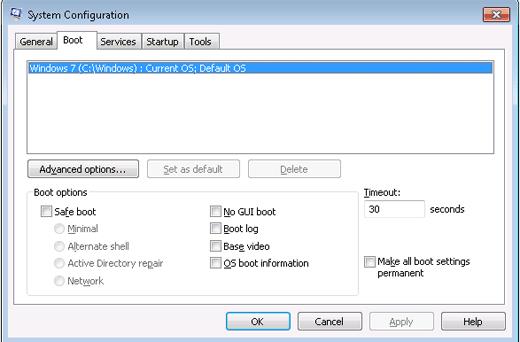 System Configuration
General Boot Services Startup Tools
Windows 7 (C:\Windows) : Current OS; Default OS
Advanced options... Set as default Delete
Boot options
Timeout:
Safe boot No GUI boot 30 seconds
Minimal Boot log
Alternate shell Base video
Active Directory repair OS boot information Make all boot settings
permanent
Network
OK Cancel Apply Help